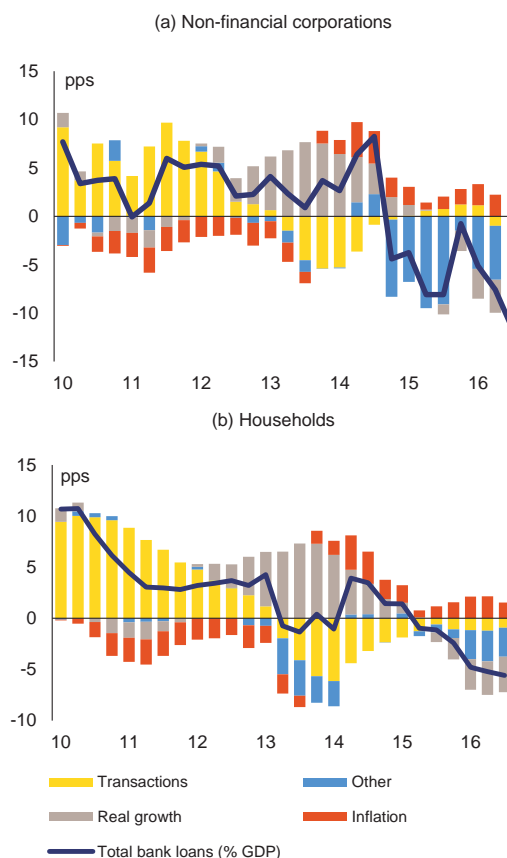 (a) Non-financial corporations
15
pps
10
5
0
-5
-10
-15
10 11 12 13 14 15 16
(b) Households
15
pps
10
5
0
-5
-10
10 11 12 13 14 15 16
Transactions Other
Real growth Inflation
Total bank loans (% GDP)